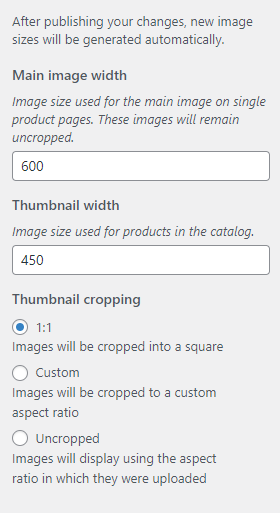 After publishing your changes, new image
sizes will be generated automatically.
Main image width
Image size used for the main image on single
product pages. These images will remain
uncropped.
600
Thumbnail width
Image size used for products in the catalog.
450
Thumbnail cropping
1:1
Images will be cropped into a square
Custom
Images will be cropped to a custom
aspect ratio
Uncropped
Images will display using the aspect
ratio in which they were uploaded